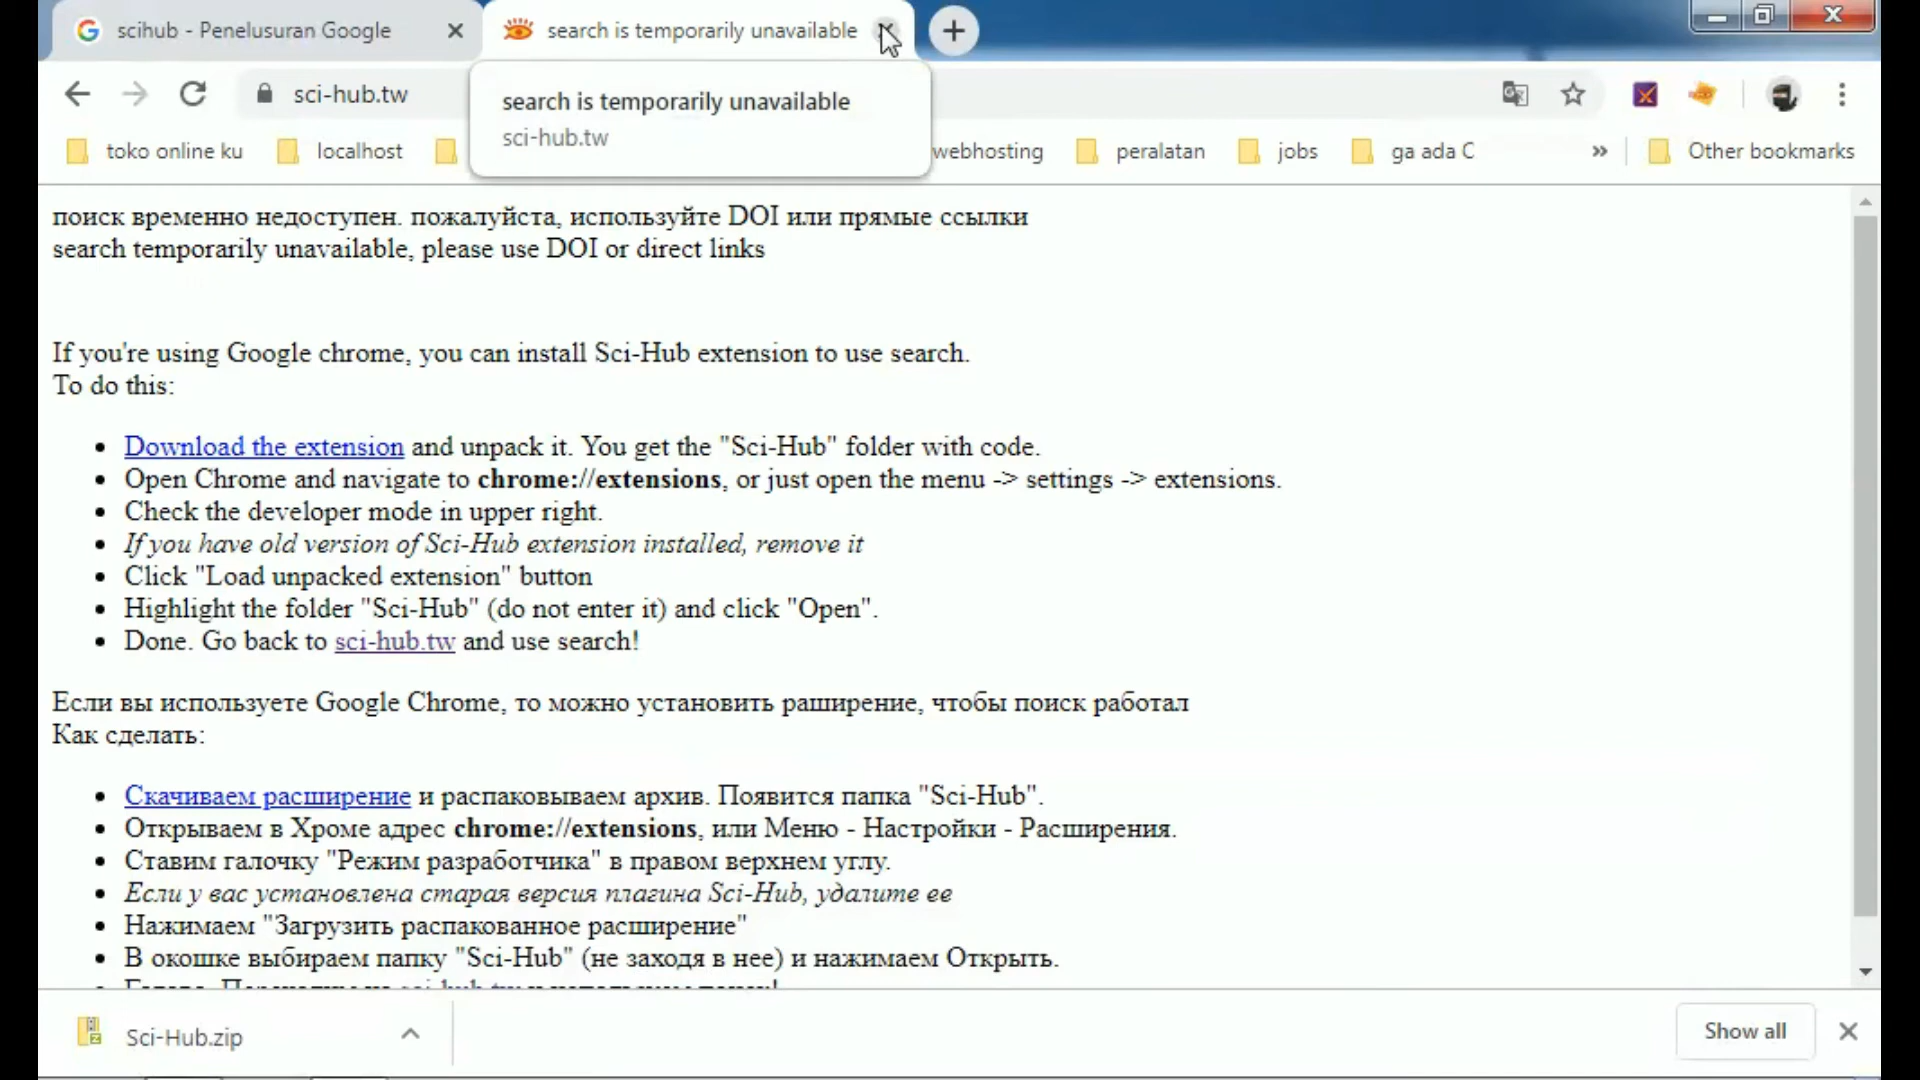 scihub - Penelusuran Google
search is temporarily unavailable
sci-hub.tw
search is temporarily unavailable
sci-hub.tw
toko online ku
localhost
webhosting
peralatan
jobs
ga ada C
»
Other bookmarks
поиск временно недоступен. пожалуйста, используйте DOI или прямые ссылки
search temporarily unavailable, please use DOI or direct links
If you're using Google chrome, you can install Sci-Hub extension to use search.
To do this:
• Download the extension and unpack it. You get the "Sci-Hub" folder with code.
• Open Chrome and navigate to chrome://extensions, or just open the menu -> settings -> extensions.
• Check the developer mode in upper right.
• If you have old version of Sci-Hub extension installed, remove it
• Click "Load unpacked extension" button
• Highlight the folder "Sci-Hub" (do not enter it) and click "Open".
• Done. Go back to sci-hub.tw and use search!
Если вы используете Google Chrome, то можно установить раширение, чтобы поиск работал
Как сделать:
• Скачиваем расширение и распаковываем архив. Появится папка "Sci-Hub".
• Открываем в Хроме адрес chrome://extensions, или Меню - Настройки - Расширения.
• Ставим галочку "Режим разработчика" в правом верхнем углу.
• Если у вас установлена старая версия плагина Sci-Hub, удалите ее
• Нажимаем "Загрузить распакованное расширение"
• В окошке выбираем папку "Sci-Hub" (не заходя в нее) и нажимаем Открыть.
Sci-Hub.zip
Show all